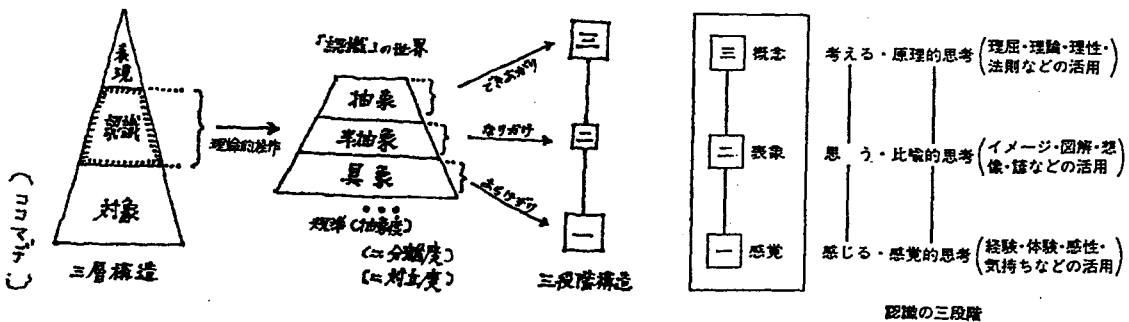 表現
認識
対象
三層構造
(ココマデ)
理論的操作
『認識』の世界
抽象
半抽象
具象
規準(抽象度)
(=分離度)
(=対立度)
できあがり
なりかけ
三
二
一
三段階構造
三 概念 考える・原理的思考(理屈・理論・理性・法則などの活用)
二 表象 思う・比喩的思考(イメージ・図解・想像・話などの活用)
一 感覚 感じる・感覚的思考(経験・体験・感性・気持ちなどの活用)
認識の三段階